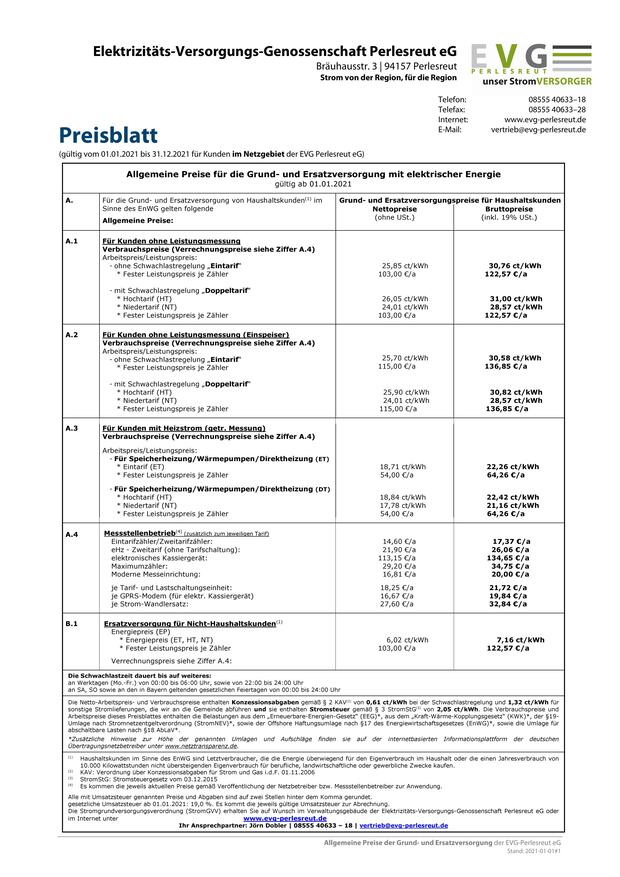 Elektrizitäts-Versorgungs-Genossenschaft Perlesreut eG
Bräuhausstr. 3 | 94157 Perlesreut
Strom von der Region, für die Region
EVG
PERLESREUT
unser StromVERSORGER
Telefon: 08555 40633–18
Telefax: 08555 40633–28
Internet: www.evg-perlesreut.de
E-Mail: vertrieb@evg-perlesreut.de
Preisblatt
(gültig vom 01.01.2021 bis 31.12.2021 für Kunden im Netzgebiet der EVG Perlesreut eG)
Allgemeine Preise für die Grund- und Ersatzversorgung mit elektrischer Energie
gültig ab 01.01.2021
A. Für die Grund- und Ersatzversorgung von Haushaltskunden(1) im Grund- und Ersatzversorgungspreise für Haushaltskunden
Sinne des EnWG gelten folgende Nettopreise Bruttopreise
(ohne USt.) (inkl. 19% USt.)
Allgemeine Preise:
A.1 Für Kunden ohne Leistungsmessung
Verbrauchspreise (Verrechnungspreise siehe Ziffer A.4)
Arbeitspreis/Leistungspreis:
- ohne Schwachlastregelung „Eintarif" 25,85 ct/kWh 30,76 ct/kWh
* Fester Leistungspreis je Zähler 103,00 €/a 122,57 €/a
- mit Schwachlastregelung „Doppeltarif"
* Hochtarif (HT) 26,05 ct/kWh 31,00 ct/kWh
* Niedertarif (NT) 24,01 ct/kWh 28,57 ct/kWh
* Fester Leistungspreis je Zähler 103,00 €/a 122,57 €/a
A.2 Für Kunden ohne Leistungsmessung (Einspeiser)
Verbrauchspreise (Verrechnungspreise siehe Ziffer A.4)
Arbeitspreis/Leistungspreis:
- ohne Schwachlastregelung „Eintarif" 25,70 ct/kWh 30,58 ct/kWh
* Fester Leistungspreis je Zähler 115,00 €/a 136,85 €/a
- mit Schwachlastregelung „Doppeltarif"
* Hochtarif (HT) 25,90 ct/kWh 30,82 ct/kWh
* Niedertarif (NT) 24,01 ct/kWh 28,57 ct/kWh
* Fester Leistungspreis je Zähler 115,00 €/a 136,85 €/a
A.3 Für Kunden mit Heizstrom (getr. Messung)
Verbrauchspreise (Verrechnungspreise siehe Ziffer A.4)
Arbeitspreis/Leistungspreis:
- Für Speicherheizung/Wärmepumpen/Direktheizung (ET)
* Eintarif (ET) 18,71 ct/kWh 22,26 ct/kWh
* Fester Leistungspreis je Zähler 54,00 €/a 64,26 €/a
- Für Speicherheizung/Wärmepumpen/Direktheizung (DT)
* Hochtarif (HT) 18,84 ct/kWh 22,42 ct/kWh
* Niedertarif (NT) 17,78 ct/kWh 21,16 ct/kWh
* Fester Leistungspreis je Zähler 54,00 €/a 64,26 €/a
A.4 Messstellenbetrieb(4) (zusätzlich zum jeweiligen Tarif)
Eintarifzähler/Zweitarifzähler: 14,60 €/a 17,37 €/a
eHz - Zweitarif (ohne Tarifschaltung): 21,90 €/a 26,06 €/a
elektronisches Kassiergerät: 113,15 €/a 134,65 €/a
Maximumzähler: 29,20 €/a 34,75 €/a
Moderne Messeinrichtung: 16,81 €/a 20,00 €/a
je Tarif- und Lastschaltungseinheit: 18,25 €/a 21,72 €/a
je GPRS-Modem (für elektr. Kassiergerät) 16,67 €/a 19,84 €/a
je Strom-Wandlersatz: 27,60 €/a 32,84 €/a
B.1 Ersatzversorgung für Nicht-Haushaltskunden(1)
Energiepreis (EP)
* Energiepreis (ET, HT, NT) 6,02 ct/kWh 7,16 ct/kWh
* Fester Leistungspreis je Zähler 103,00 €/a 122,57 €/a
Verrechnungspreis siehe Ziffer A.4:
Die Schwachlastzeit dauert bis auf weiteres:
an Werktagen (Mo.-Fr.) von 00:00 bis 06:00 Uhr, sowie von 22:00 bis 24:00 Uhr
an SA, SO sowie an den in Bayern geltenden gesetzlichen Feiertagen von 00:00 bis 24:00 Uhr
Die Netto-Arbeitspreis- und Verbrauchspreise enthalten Konzessionsabgaben gemäß § 2 KAV(2) von 0,61 ct/kWh bei der Schwachlastregelung und 1,32 ct/kWh für
sonstige Stromlieferungen, die wir an die Gemeinde abführen und sie enthalten Stromsteuer gemäß § 3 StromStG(3) von 2,05 ct/kWh. Die Verbrauchspreise und
Arbeitspreise dieses Preisblattes enthalten die Belastungen aus dem „Erneuerbare-Energien-Gesetz" (EEG)*, aus dem „Kraft-Wärme-Kopplungsgesetz" (KWK)*, der §19-
Umlage nach Stromnetzentgeltverordnung (StromNEV)*, sowie der Offshore Haftungsumlage nach §17 des Energiewirtschaftsgesetzes (EnWG)*, sowie die Umlage für
abschaltbare Lasten nach §18 AbLaV*.
*Zusätzliche Hinweise zur Höhe der genannten Umlagen und Aufschläge finden sie auf der internetbasierten Informationsplattform der deutschen
Übertragungsnetzbetreiber unter www.netztransparenz.de.
(1) Haushaltskunden im Sinne des EnWG sind Letztverbraucher, die die Energie überwiegend für den Eigenverbrauch im Haushalt oder die einen Jahresverbrauch von
10.000 Kilowattstunden nicht übersteigenden Eigenverbrauch für berufliche, landwirtschaftliche oder gewerbliche Zwecke kaufen.
(2) KAV: Verordnung über Konzessionsabgaben für Strom und Gas i.d.F. 01.11.2006
(3) StromStG: Stromsteuergesetz vom 03.12.2015
(4) Es kommen die jeweils aktuellen Preise gemäß Veröffentlichung der Netzbetreiber bzw. Messstellenbetreiber zur Anwendung.
Alle mit Umsatzsteuer genannten Preise und Abgaben sind auf zwei Stellen hinter dem Komma gerundet.
gesetzliche Umsatzsteuer ab 01.01.2021: 19,0 %. Es kommt die jeweils gültige Umsatzsteuer zur Abrechnung.
Die Stromgrundversorgungsverordnung (StromGVV) erhalten Sie auf Wunsch im Verwaltungsgebäude der Elektrizitäts-Versorgungs-Genossenschaft Perlesreut eG oder
im Internet unter www.evg-perlesreut.de
Ihr Ansprechpartner: Jörn Dobler | 08555 40633 – 18 | vertrieb@evg-perlesreut.de
Allgemeine Preise der Grund- und Ersatzversorgung der EVG-Perlesreut eG
Stand: 2021-01-01#1